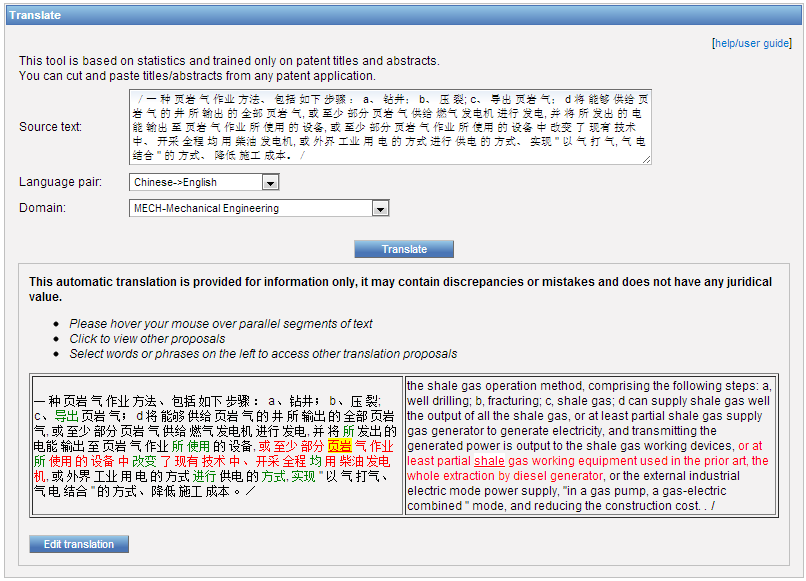 Translate
[help/user guide]
This tool is based on statistics and trained only on patent titles and abstracts.
You can cut and paste titles/abstracts from any patent application.
Source text:
/ 一 种 页岩 气 作业 方法、 包括 如下 步骤 ： a、 钻井； b、 压 裂; c、 导出 页岩 气； d 将 能够 供给 页
岩 气 的 井 所 输出 的 全部 页岩 气, 或 至少 部分 页岩 气 供给 燃气 发电机 进行 发电, 并 将 所 发出 的 电
能 输出 至 页岩 气 作业 所 使用 的 设备, 或 至少 部分 页岩 气 作业 所 使用 的 设备 中 改变 了 现有 技术
中、 开采 全程 均 用 柴油 发电机, 或 外界 工业 用 电 的 方式 进行 供电 的 方式、 实现 " 以 气 打 气, 气 电
结合 " 的 方式、 降低 施工 成本。 /
Language pair:
Chinese->English
Domain:
MECH-Mechanical Engineering
Translate
This automatic translation is provided for information only, it may contain discrepancies or mistakes and does not have any juridical
value.
Please hover your mouse over parallel segments of text
Click to view other proposals
Select words or phrases on the left to access other translation proposals
一 种 页岩 气 作业 方法、 包括 如下 步骤 ： a、 钻井； b、 压 裂;
c、 导出 页岩 气； d 将 能够 供给 页岩 气 的 井 所 输出 的 全部 页岩
气, 或 至少 部分 页岩 气 供给 燃气 发电机 进行 发电, 并 将 所 发出 的
电能 输出 至 页岩 气 作业 所 使用 的 设备, 或 至少 部分 页岩 气 作业
所 使用 的 设备 中 改变 了 现有 技术 中、 开采 全程 均 用 柴油 发电
机, 或 外界 工业 用 电 的 方式 进行 供电 的 方式, 实现 " 以 气 打 气、
气 电 结合 " 的 方式、 降低 施工 成本 。 /
the shale gas operation method, comprising the following steps: a,
well drilling; b, fracturing; c, shale gas; d can supply shale gas well
the output of all the shale gas, or at least partial shale gas supply
gas generator to generate electricity, and transmitting the
generated power is output to the shale gas working devices, or at
least partial shale gas working equipment used in the prior art, the
whole extraction by diesel generator, or the external industrial
electric mode power supply, "in a gas pump, a gas-electric
combined " mode, and reducing the construction cost. . /
Edit translation